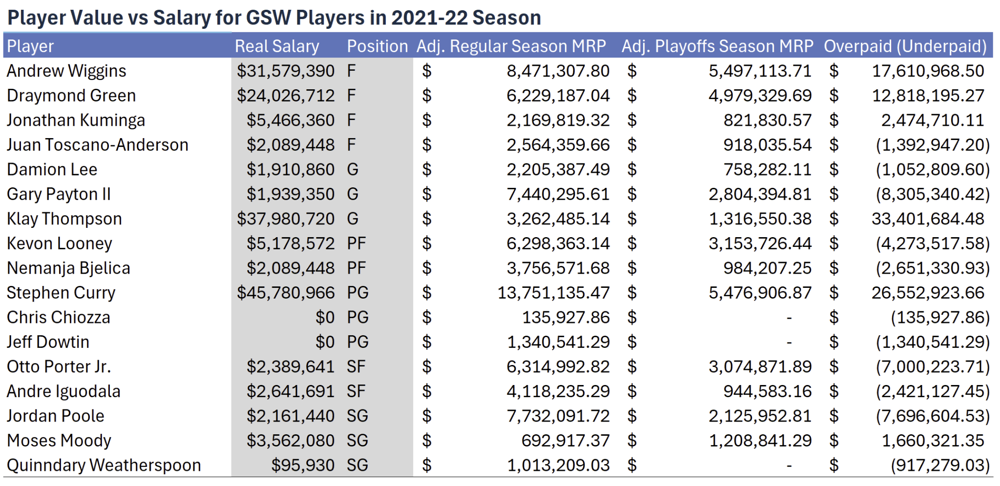 Player Value vs Salary for GSW Players in 2021-22 Season
Player Real Salary Position Adj. Regular Season MRP Adj. Playoffs Season MRP Overpaid (Underpaid)
Andrew Wiggins $31,579,390 F $ 8,471,307.80 $ 5,497,113.71 $ 17,610,968.50
Draymond Green $24,026,712 F $ 6,229,187.04 $ 4,979,329.69 $ 12,818,195.27
Jonathan Kuminga $5,466,360 F $ 2,169,819.32 $ 821,830.57 $ 2,474,710.11
Juan Toscano-Anderson $2,089,448 F $ 2,564,359.66 $ 918,035.54 $ (1,392,947.20)
Damion Lee $1,910,860 G $ 2,205,387.49 $ 758,282.11 $ (1,052,809.60)
Gary Payton II $1,939,350 G $ 7,440,295.61 $ 2,804,394.81 $ (8,305,340.42)
Klay Thompson $37,980,720 G $ 3,262,485.14 $ 1,316,550.38 $ 33,401,684.48
Kevon Looney $5,178,572 PF $ 6,298,363.14 $ 3,153,726.44 $ (4,273,517.58)
Nemanja Bjelica $2,089,448 PF $ 3,756,571.68 $ 984,207.25 $ (2,651,330.93)
Stephen Curry $45,780,966 PG $ 13,751,135.47 $ 5,476,906.87 $ 26,552,923.66
Chris Chiozza $0 PG $ 135,927.86 $ - $ (135,927.86)
Jeff Dowtin $0 PG $ 1,340,541.29 $ - $ (1,340,541.29)
Otto Porter Jr. $2,389,641 SF $ 6,314,992.82 $ 3,074,871.89 $ (7,000,223.71)
Andre Iguodala $2,641,691 SF $ 4,118,235.29 $ 944,583.16 $ (2,421,127.45)
Jordan Poole $2,161,440 SG $ 7,732,091.72 $ 2,125,952.81 $ (7,696,604.53)
Moses Moody $3,562,080 SG $ 692,917.37 $ 1,208,841.29 $ 1,660,321.35
Quinndary Weatherspoon $95,930 SG $ 1,013,209.03 $ - $ (917,279.03)